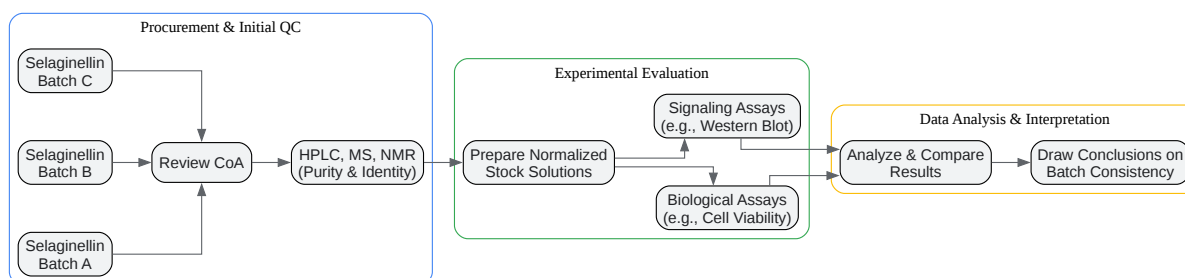 Procurement & Initial QC
Selaginellin
Batch C
Selaginellin
Batch B
Selaginellin
Batch A
Review CoA
HPLC, MS, NMR
(Purity & Identity)
Experimental Evaluation
Prepare Normalized
Stock Solutions
Signaling Assays
(e.g., Western Blot)
Biological Assays
(e.g., Cell Viability)
Data Analysis & Interpretation
Analyze & Compare
Results
Draw Conclusions on
Batch Consistency